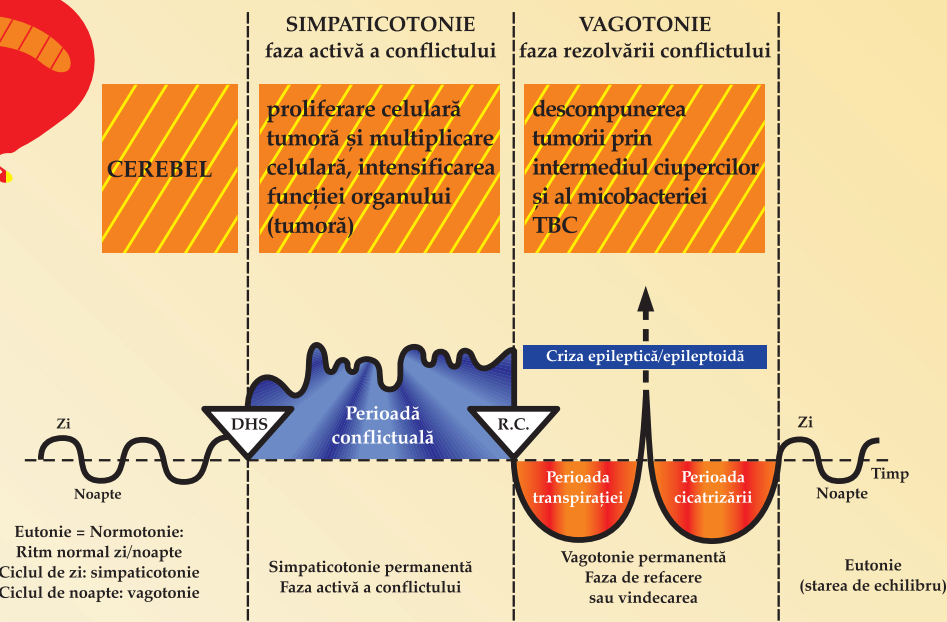 SIMPATICOTONIE
faza activă a conflictului
VAGOTONIE
faza rezolvării conflictului
CEREBEL
proliferare celulară
tumoră și multiplicare
celulară, intensificarea
funcției organului
(tumoră)
descompunerea
tumorii prin
intermediul ciupercilor
și al micobacteriei
TBC
Criza epileptică/epileptoidă
Zi
Noapte
DHS
Perioadă
conflictuală
R.C.
Perioada
transpirației
Perioada
cicatrizării
Zi
Noapte
Timp
Eutonie = Normotonie:
Ritm normal zi/noapte
Ciclul de zi: simpaticotonie
Ciclul de noapte: vagotonie
Simpaticotonie permanentă
Faza activă a conflictului
Vagotonie permanentă
Faza de refacere
sau vindecarea
Eutonie
(starea de echilibru)